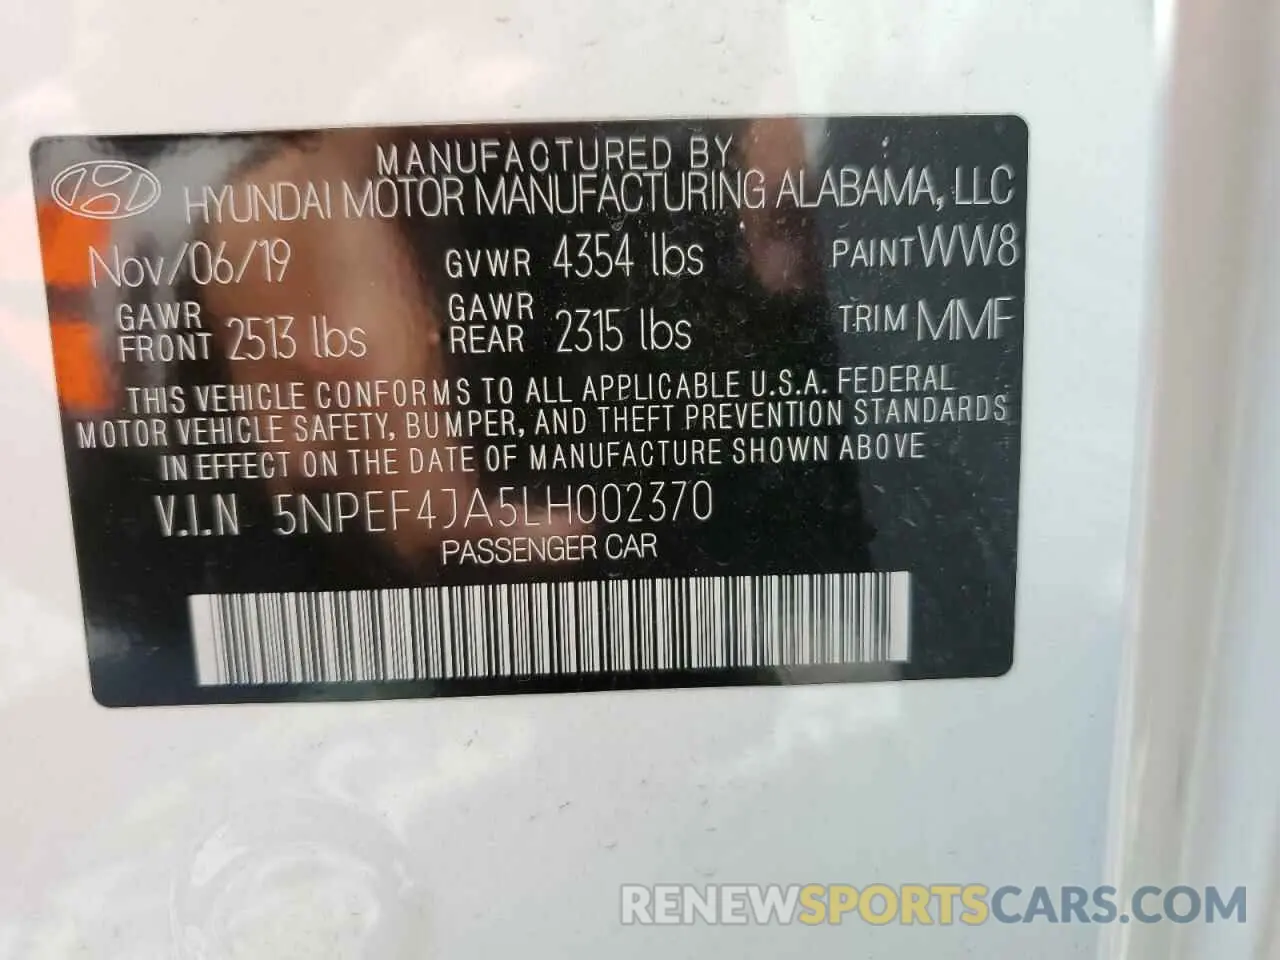 MANUFACTURED BY
HYUNDAI MOTOR MANUFACTURING ALABAMA, LLC
Nov/06/19 GVWR 4354 lbs PAINT WW8
GAWR FRONT 2513 lbs GAWR REAR 2315 lbs TRIM MMF
THIS VEHICLE CONFORMS TO ALL APPLICABLE U.S.A. FEDERAL
MOTOR VEHICLE SAFETY, BUMPER, AND THEFT PREVENTION STANDARDS
IN EFFECT ON THE DATE OF MANUFACTURE SHOWN ABOVE
V.I.N 5NPEF4JA5LH002370
PASSENGER CAR
RENEWSPORTSCARS.COM